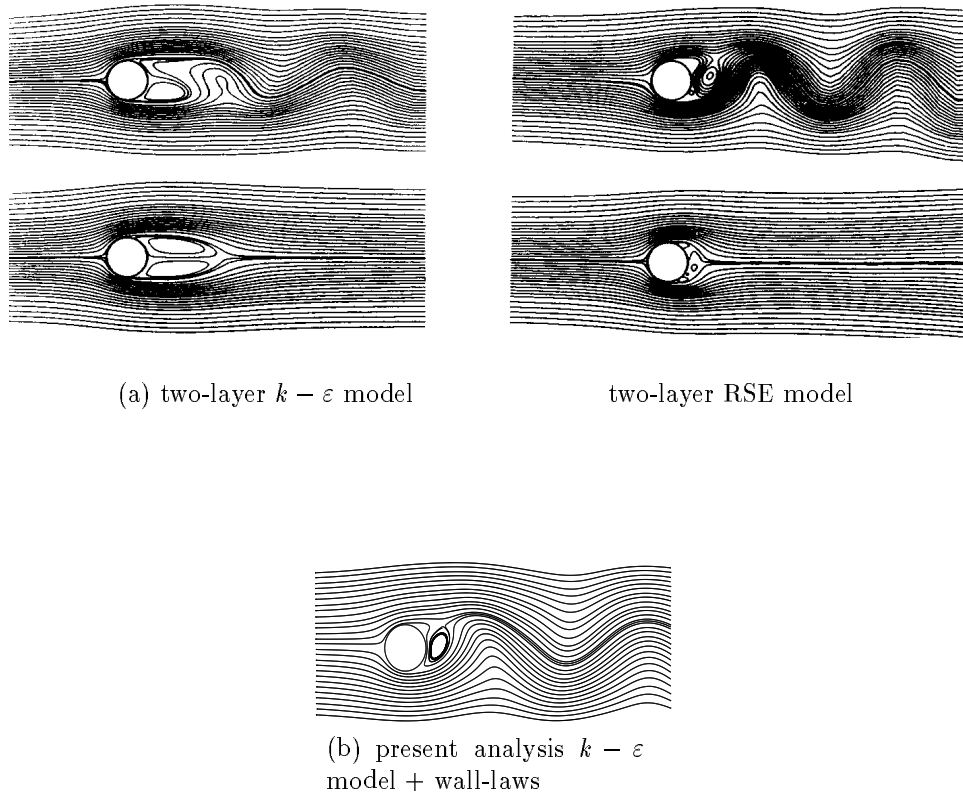 (a) two-layer k − ε model
two-layer RSE model
(b) present analysis k − ε
model + wall-laws